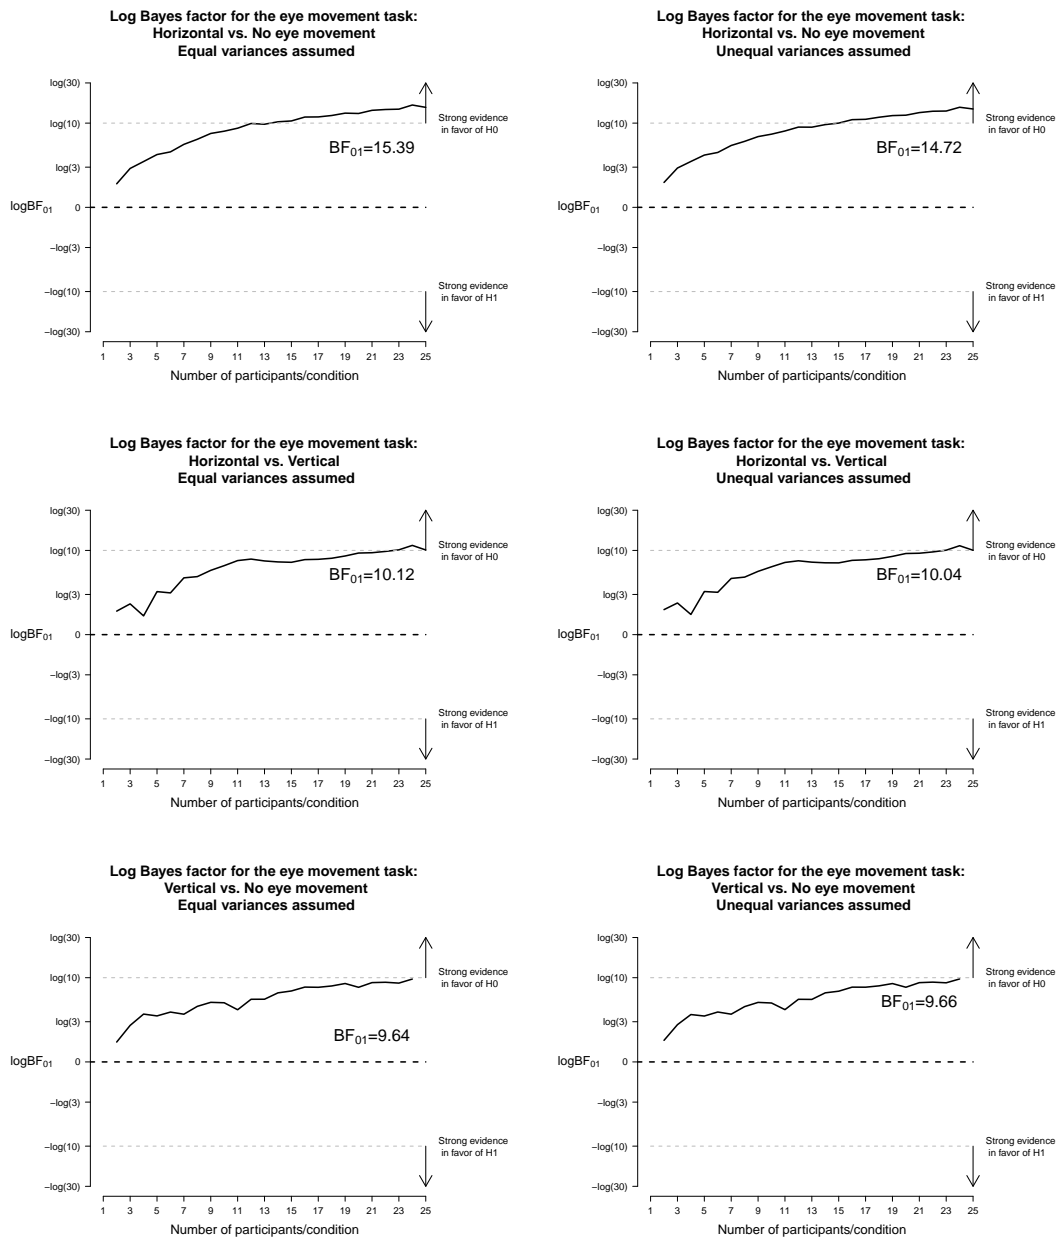 Log Bayes factor for the eye movement task:
Horizontal vs. No eye movement
Equal variances assumed
log(30)
log(10)
log(3)
0
−log(3)
−log(10)
−log(30)
logBF01
Strong evidence
in favor of H0
BF01=15.39
Strong evidence
in favor of H1
1 3 5 7 9 11 13 15 17 19 21 23 25
Number of participants/condition
Log Bayes factor for the eye movement task:
Horizontal vs. No eye movement
Unequal variances assumed
log(30)
log(10)
log(3)
0
−log(3)
−log(10)
−log(30)
logBF01
Strong evidence
in favor of H0
BF01=14.72
Strong evidence
in favor of H1
1 3 5 7 9 11 13 15 17 19 21 23 25
Number of participants/condition
Log Bayes factor for the eye movement task:
Horizontal vs. Vertical
Equal variances assumed
log(30)
log(10)
log(3)
0
−log(3)
−log(10)
−log(30)
logBF01
Strong evidence
in favor of H0
BF01=10.12
Strong evidence
in favor of H1
1 3 5 7 9 11 13 15 17 19 21 23 25
Number of participants/condition
Log Bayes factor for the eye movement task:
Horizontal vs. Vertical
Unequal variances assumed
log(30)
log(10)
log(3)
0
−log(3)
−log(10)
−log(30)
logBF01
Strong evidence
in favor of H0
BF01=10.04
Strong evidence
in favor of H1
1 3 5 7 9 11 13 15 17 19 21 23 25
Number of participants/condition
Log Bayes factor for the eye movement task:
Vertical vs. No eye movement
Equal variances assumed
log(30)
log(10)
log(3)
0
−log(3)
−log(10)
−log(30)
logBF01
Strong evidence
in favor of H0
BF01=9.64
Strong evidence
in favor of H1
1 3 5 7 9 11 13 15 17 19 21 23 25
Number of participants/condition
Log Bayes factor for the eye movement task:
Vertical vs. No eye movement
Unequal variances assumed
log(30)
log(10)
log(3)
0
−log(3)
−log(10)
−log(30)
logBF01
Strong evidence
in favor of H0
BF01=9.66
Strong evidence
in favor of H1
1 3 5 7 9 11 13 15 17 19 21 23 25
Number of participants/condition